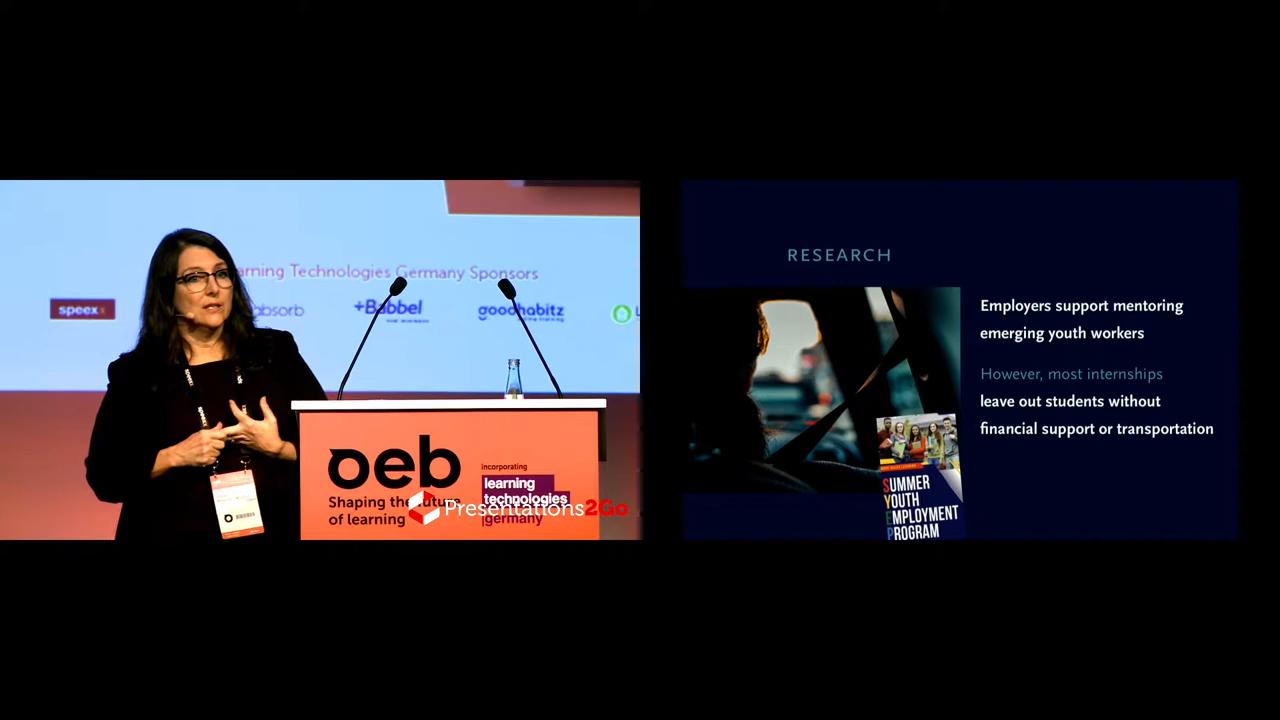 arning Technologies Germany Sponsors
speexx
absorb
+Babbel
goodhabitz
oeb
Shaping the future
of learning
incorporating
learning
technologies
germany
Presentations2Go
RESEARCH
Employers support mentoring
emerging youth workers
However, most internships
leave out students without
financial support or transportation
SUMMER
YOUTH
EMPLOYMENT
PROGRAM